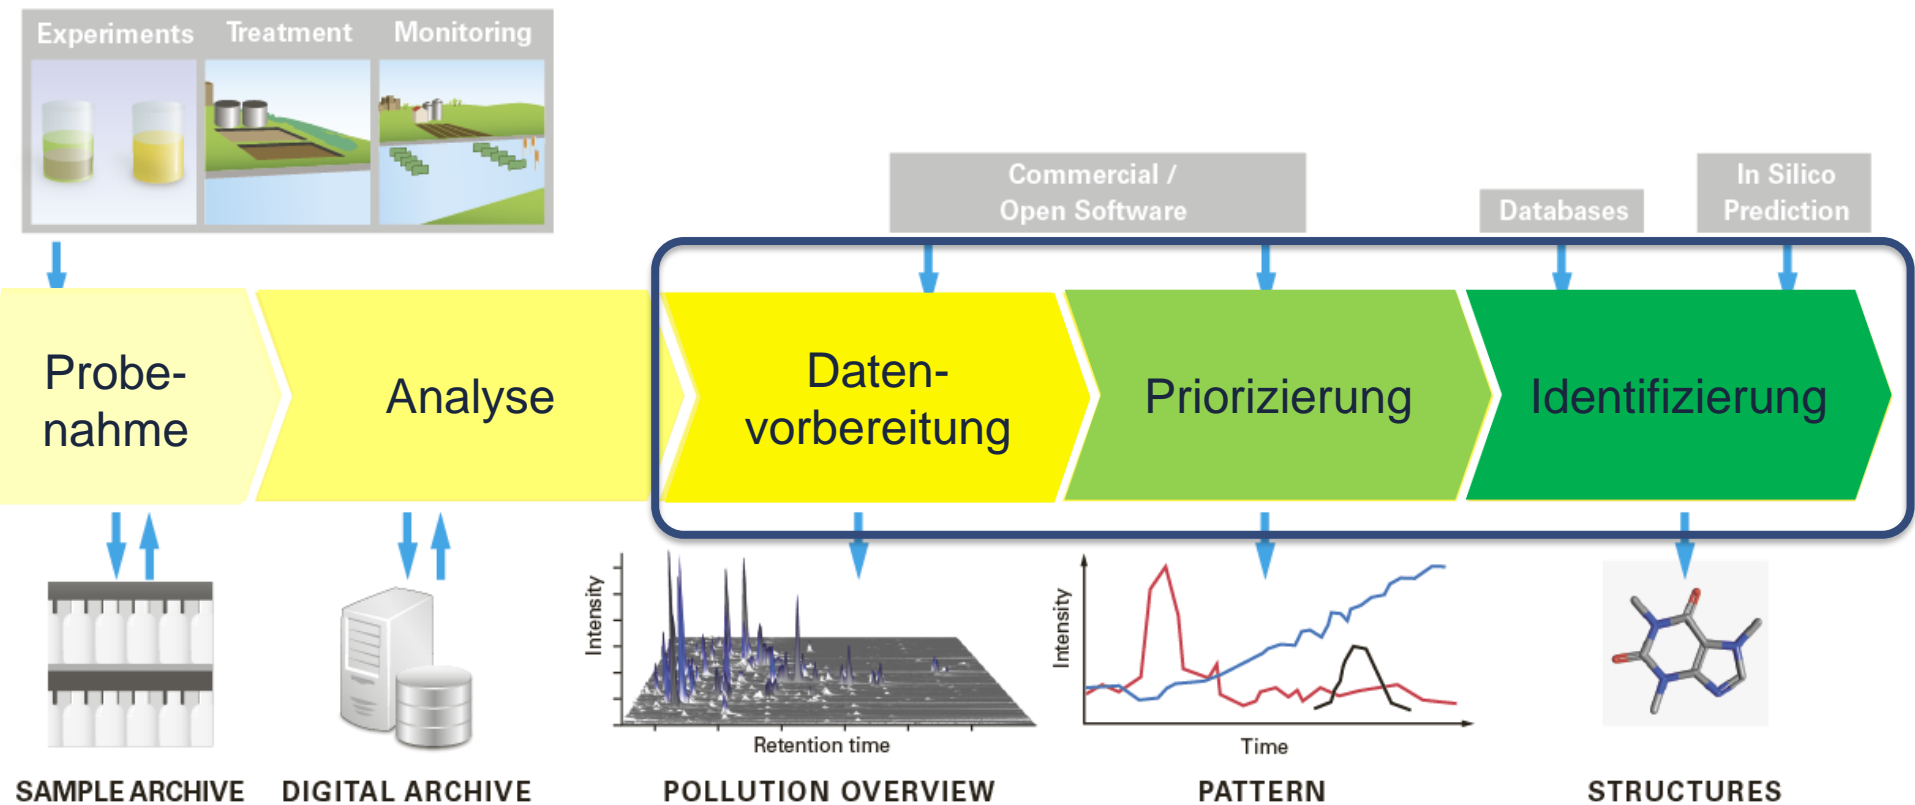 Experiments Treatment Monitoring
Commercial /
Open Software
Databases
In Silico
Prediction
Probe-
nahme
Analyse
Daten-
vorbereitung
Priorizierung
Identifizierung
Intensity
Retention time
Intensity
Time
SAMPLE ARCHIVE
DIGITAL ARCHIVE
POLLUTION OVERVIEW
PATTERN
STRUCTURES